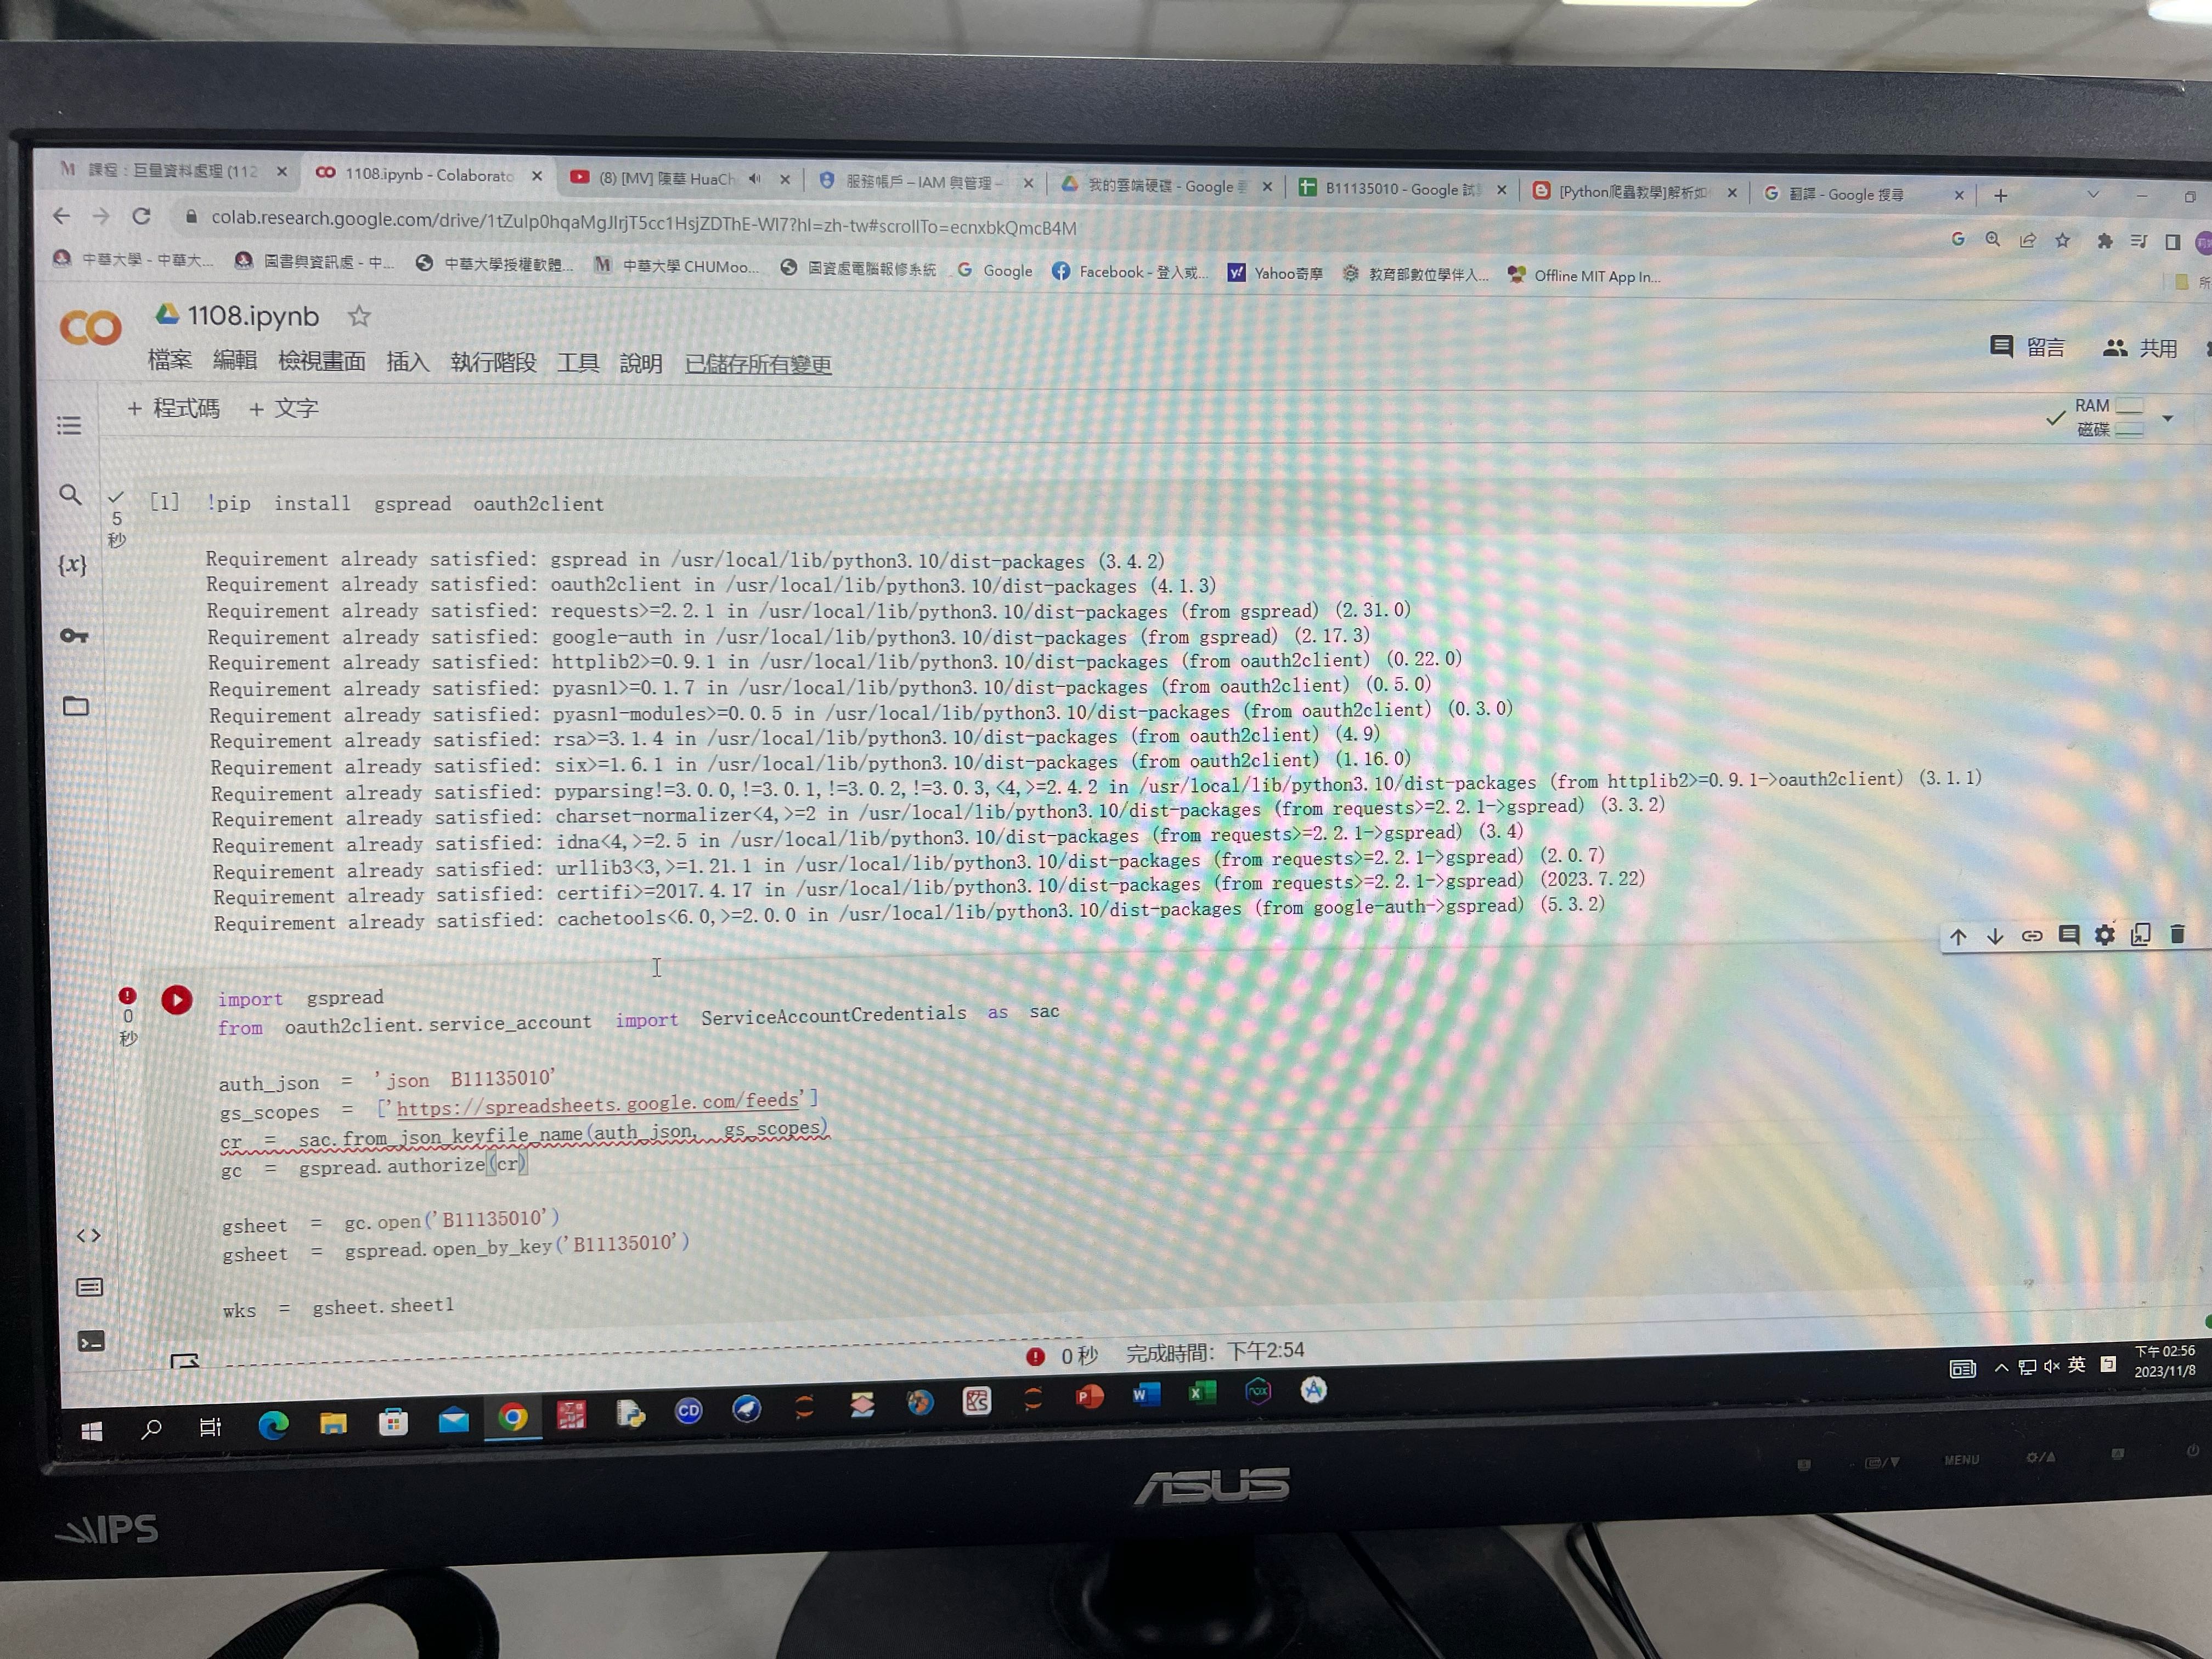 課程：巨量資料處理 (112
1108.ipynb - Colaborato
(8) [MV] 陳華 HuaCh
服務帳戶 – IAM 與管理 –
我的雲端硬碟 - Google
B11135010 - Google 試
[Python爬蟲教學]解析如
翻譯 - Google 搜尋
colab.research.google.com/drive/1tZulp0hqaMgJIrjT5cc1HsjZDThE-WI7?hl=zh-tw#scrollTo=ecnxbkQmcB4M
中華大學 - 中華大...
圖書與資訊處 - 中...
中華大學授權軟體...
中華大學 CHUMoo...
圖資處電腦報修系統
Google
Facebook - 登入或...
Yahoo奇摩
教育部數位學伴入...
Offline MIT App In...
所
CO
1108.ipynb
檔案 編輯 檢視畫面 插入 執行階段 工具 說明 已儲存所有變更
留言 共用
+ 程式碼 + 文字
RAM
磁碟
[1] !pip install gspread oauth2client
5
秒
Requirement already satisfied: gspread in /usr/local/lib/python3.10/dist-packages (3.4.2)
Requirement already satisfied: oauth2client in /usr/local/lib/python3.10/dist-packages (4.1.3)
Requirement already satisfied: requests>=2.2.1 in /usr/local/lib/python3.10/dist-packages (from gspread) (2.31.0)
Requirement already satisfied: google-auth in /usr/local/lib/python3.10/dist-packages (from gspread) (2.17.3)
Requirement already satisfied: httplib2>=0.9.1 in /usr/local/lib/python3.10/dist-packages (from oauth2client) (0.22.0)
Requirement already satisfied: pyasn1>=0.1.7 in /usr/local/lib/python3.10/dist-packages (from oauth2client) (0.5.0)
Requirement already satisfied: pyasn1-modules>=0.0.5 in /usr/local/lib/python3.10/dist-packages (from oauth2client) (0.3.0)
Requirement already satisfied: rsa>=3.1.4 in /usr/local/lib/python3.10/dist-packages (from oauth2client) (4.9)
Requirement already satisfied: six>=1.6.1 in /usr/local/lib/python3.10/dist-packages (from oauth2client) (1.16.0)
Requirement already satisfied: pyparsing!=3.0.0,!=3.0.1,!=3.0.2,!=3.0.3,<4,>=2.4.2 in /usr/local/lib/python3.10/dist-packages (from httplib2>=0.9.1->oauth2client) (3.1.1)
Requirement already satisfied: charset-normalizer<4,>=2 in /usr/local/lib/python3.10/dist-packages (from requests>=2.2.1->gspread) (3.3.2)
Requirement already satisfied: idna<4,>=2.5 in /usr/local/lib/python3.10/dist-packages (from requests>=2.2.1->gspread) (3.4)
Requirement already satisfied: urllib3<3,>=1.21.1 in /usr/local/lib/python3.10/dist-packages (from requests>=2.2.1->gspread) (2.0.7)
Requirement already satisfied: certifi>=2017.4.17 in /usr/local/lib/python3.10/dist-packages (from requests>=2.2.1->gspread) (2023.7.22)
Requirement already satisfied: cachetools<6.0,>=2.0.0 in /usr/local/lib/python3.10/dist-packages (from google-auth->gspread) (5.3.2)
0
秒
import gspread
from oauth2client.service_account import ServiceAccountCredentials as sac
auth_json = 'json B11135010'
gs_scopes = ['https://spreadsheets.google.com/feeds']
cr = sac.from_json_keyfile_name(auth_json, gs_scopes)
gc = gspread.authorize(cr)
gsheet = gc.open('B11135010')
gsheet = gspread.open_by_key('B11135010')
wks = gsheet.sheet1
0 秒 完成時間：下午2:54
英
下午 02:56
2023/11/8
MENU
ASUS
IPS